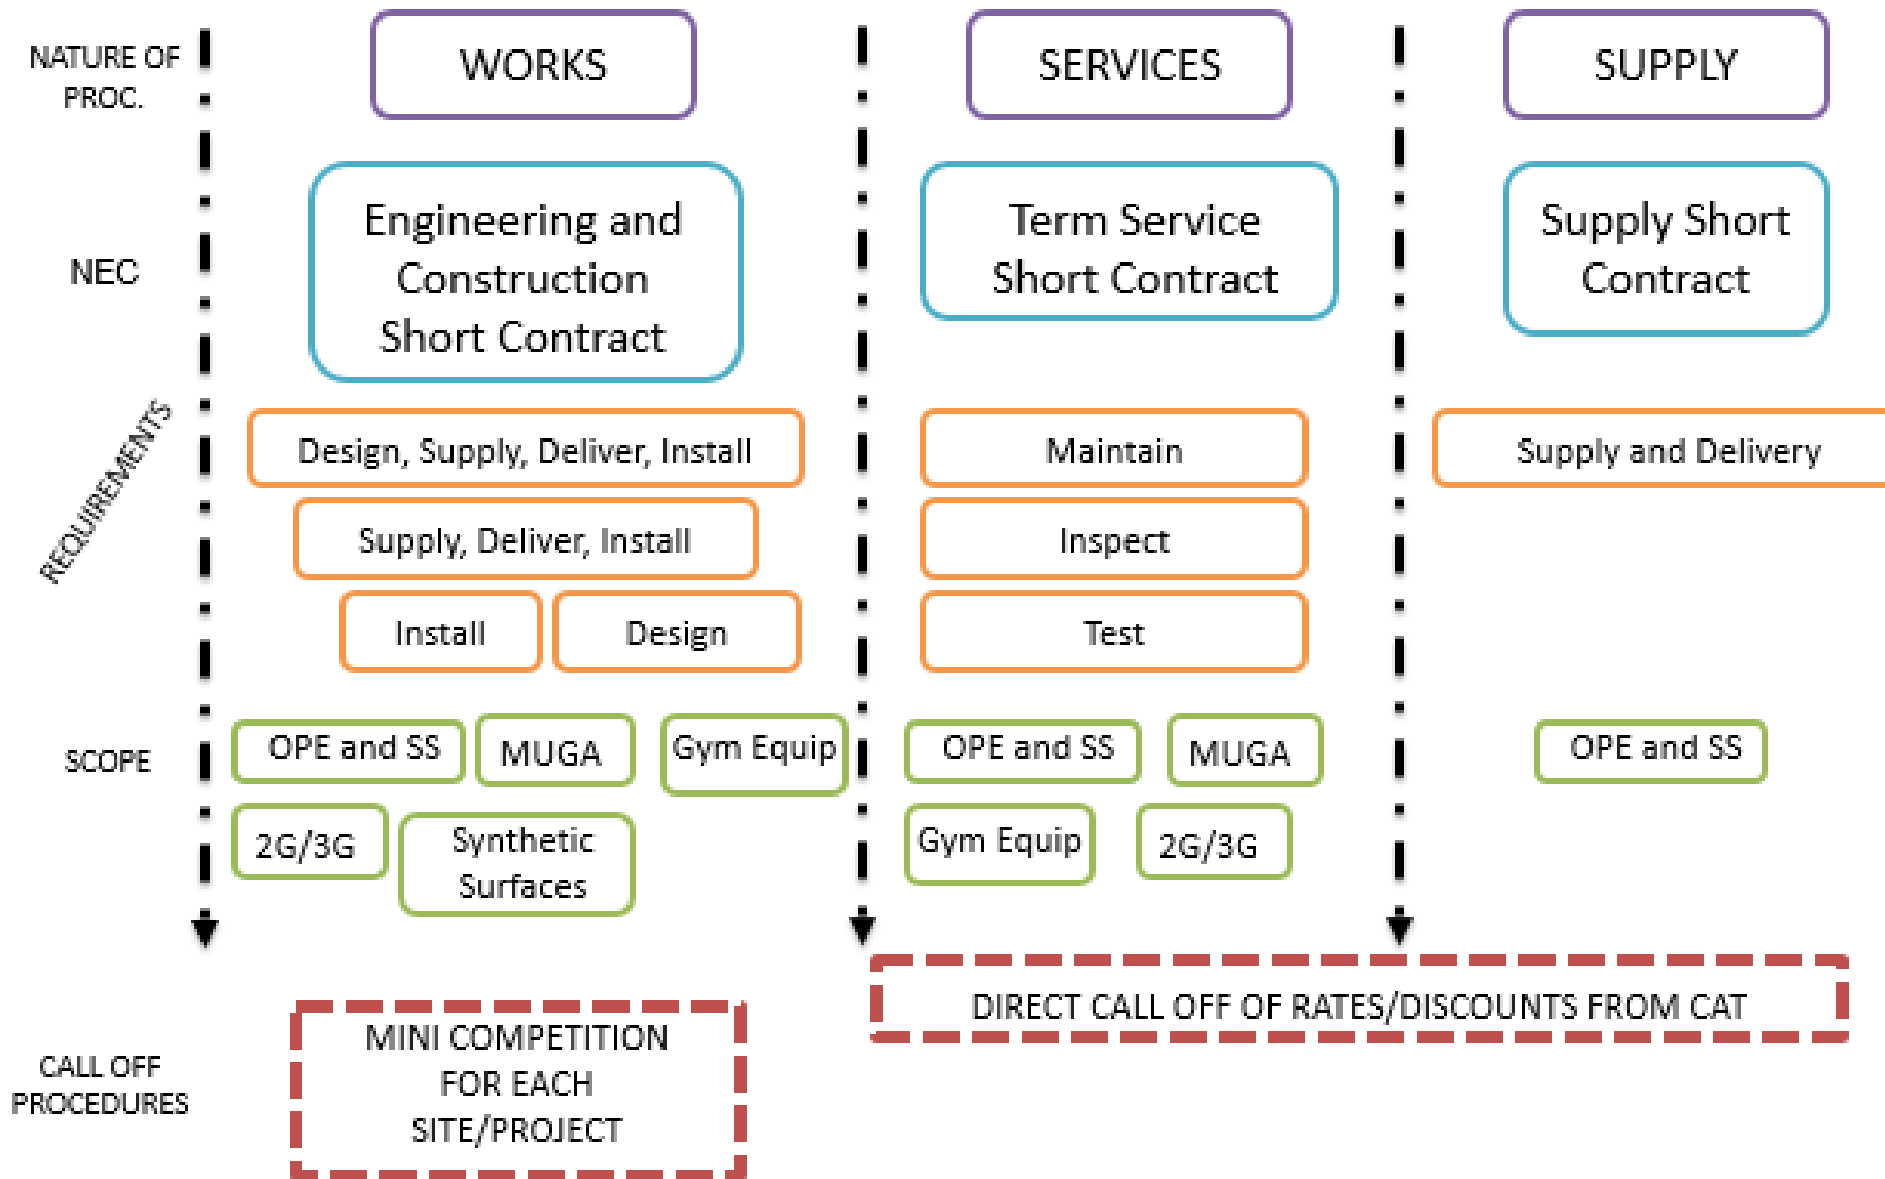 NATURE OF
PROC.
WORKS
SERVICES
SUPPLY
NEC
Engineering and
Construction
Short Contract
Term Service
Short Contract
Supply Short
Contract
REQUIREMENTS
Design, Supply, Deliver, Install
Maintain
Supply and Delivery
Supply, Deliver, Install
Inspect
Install
Design
Test
SCOPE
OPE and SS
MUGA
Gym Equip
OPE and SS
MUGA
OPE and SS
2G/3G
Synthetic
Surfaces
Gym Equip
2G/3G
CALL OFF
PROCEDURES
MINI COMPETITION
FOR EACH
SITE/PROJECT
DIRECT CALL OFF OF RATES/DISCOUNTS FROM CAT